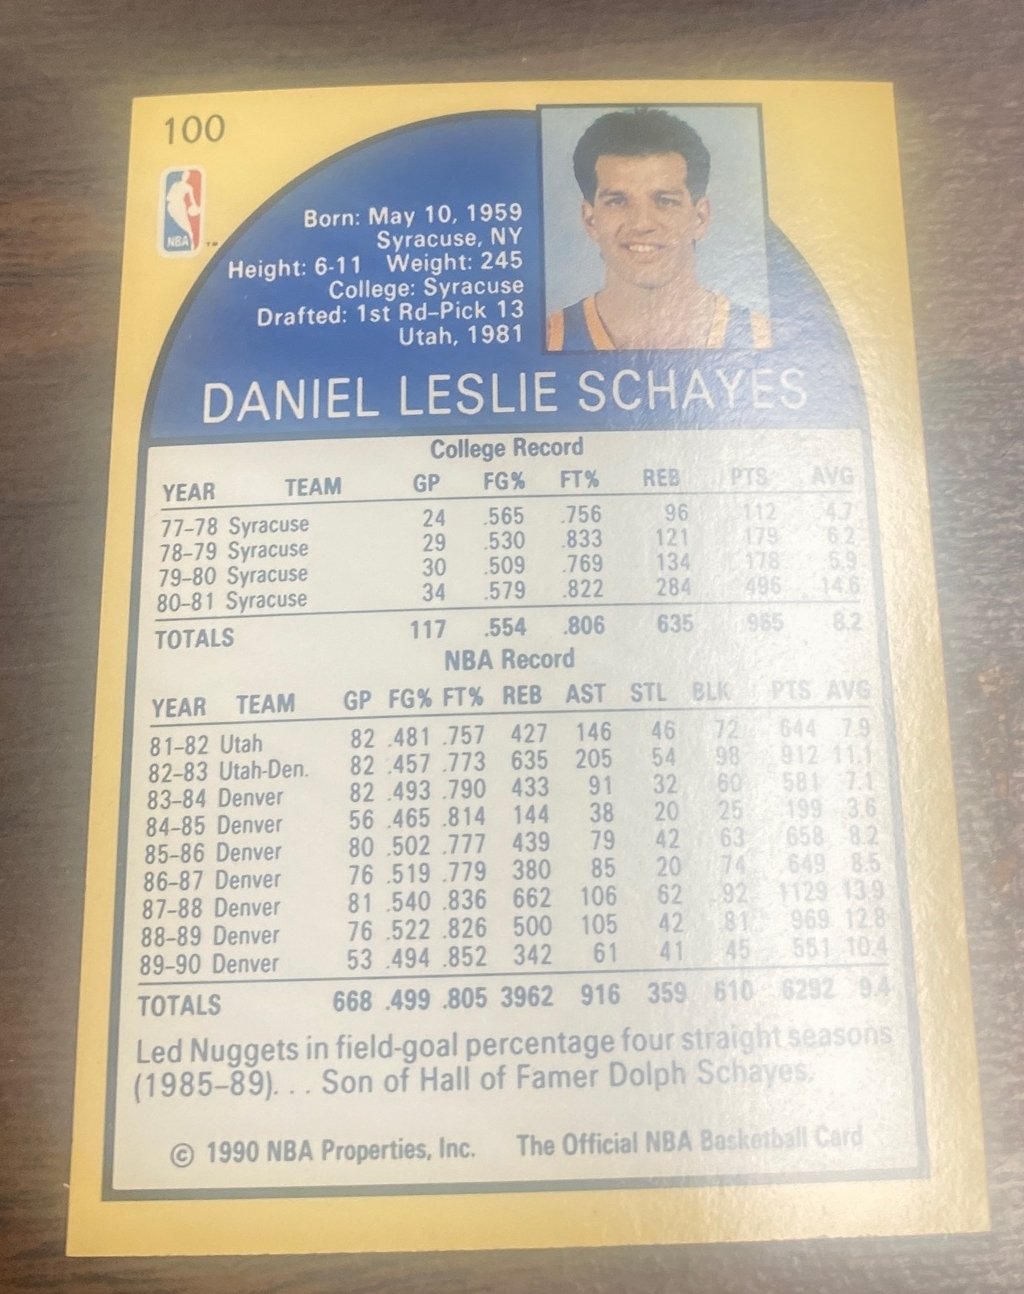 100
NBA
TM
Born: May 10, 1959
Syracuse, NY
Height: 6-11 Weight: 245
College: Syracuse
Drafted: 1st Rd–Pick 13
Utah, 1981
DANIEL LESLIE SCHAYES
College Record
YEAR TEAM GP FG% FT% REB PTS AVG
77–78 Syracuse 24 .565 .756 96 112 4.7
78–79 Syracuse 29 .530 .833 121 179 6.2
79–80 Syracuse 30 .509 .769 134 178 5.9
80–81 Syracuse 34 .579 .822 284 496 14.6
TOTALS 117 .554 .806 635 965 8.2
NBA Record
YEAR TEAM GP FG% FT% REB AST STL BLK PTS AVG
81–82 Utah 82 .481 .757 427 146 46 72 644 7.9
82–83 Utah-Den. 82 .457 .773 635 205 54 98 912 11.1
83–84 Denver 82 .493 .790 433 91 32 60 581 7.1
84–85 Denver 56 .465 .814 144 38 20 25 199 3.6
85–86 Denver 80 .502 .777 439 79 42 63 658 8.2
86–87 Denver 76 .519 .779 380 85 20 74 649 8.5
87–88 Denver 81 .540 .836 662 106 62 92 1129 13.9
88–89 Denver 76 .522 .826 500 105 42 81 969 12.8
89–90 Denver 53 .494 .852 342 61 41 45 551 10.4
TOTALS 668 .499 .805 3962 916 359 610 6292 9.4
Led Nuggets in field-goal percentage four straight seasons
(1985–89). . . Son of Hall of Famer Dolph Schayes.
© 1990 NBA Properties, Inc. The Official NBA Basketball Card